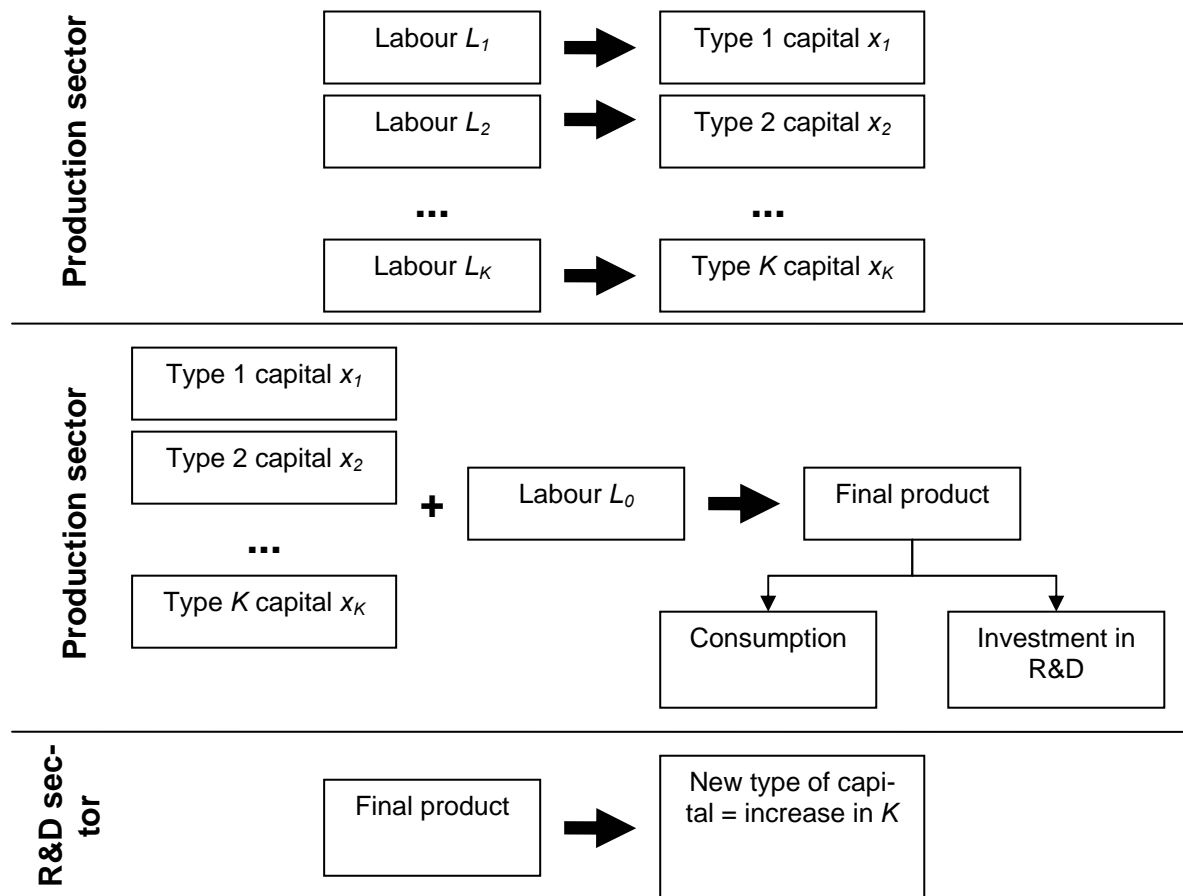 Production sector
Labour L1
Type 1 capital x1
Labour L2
Type 2 capital x2
...
...
Labour LK
Type K capital xK
Production sector
Type 1 capital x1
Type 2 capital x2
...
Type K capital xK
+
Labour L0
Final product
Consumption
Investment in
R&D
R&D sec-
tor
Final product
New type of capi-
tal = increase in K